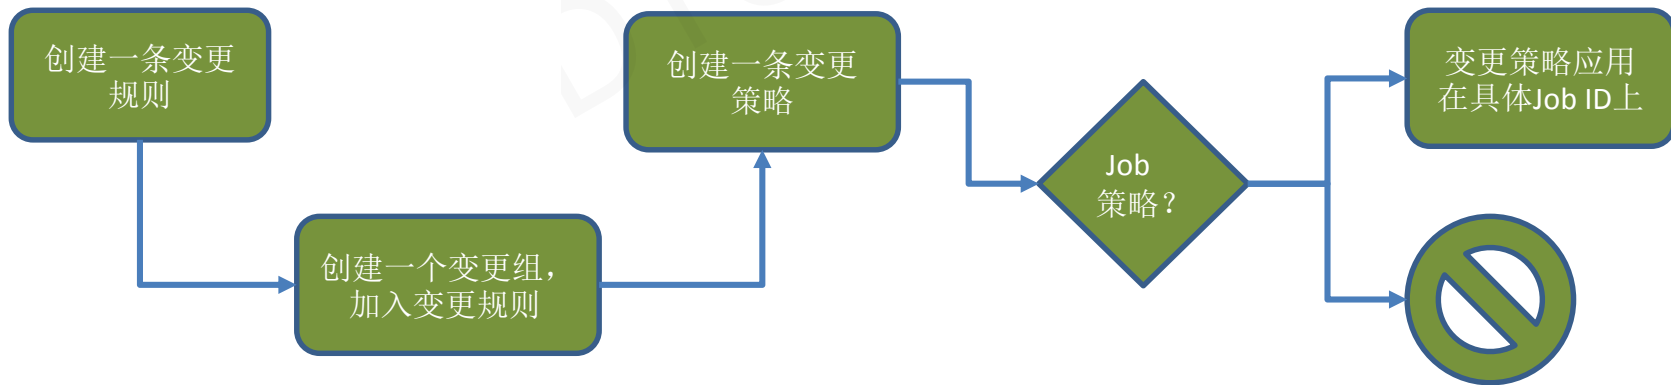 创建一条变更
规则
创建一个变更组，
加入变更规则
创建一条变更
策略
Job
策略？
变更策略应用
在具体Job ID上